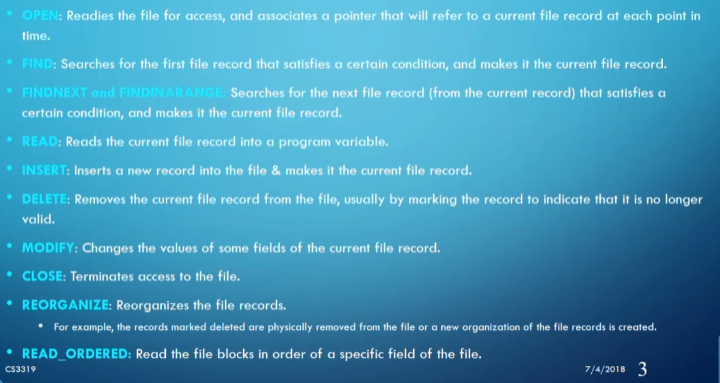 • OPEN: Readies the file for access, and associates a pointer that will refer to a current file record at each point in
time.
• FIND: Searches for the first file record that satisfies a certain condition, and makes it the current file record.
• FINDNEXT and FINDINARANGE: Searches for the next file record (from the current record) that satisfies a
certain condition, and makes it the current file record.
• READ: Reads the current file record into a program variable.
• INSERT: Inserts a new record into the file & makes it the current file record.
• DELETE: Removes the current file record from the file, usually by marking the record to indicate that it is no longer
valid.
• MODIFY: Changes the values of some fields of the current file record.
• CLOSE: Terminates access to the file.
• REORGANIZE: Reorganizes the file records.
• For example, the records marked deleted are physically removed from the file or a new organization of the file records is created.
• READ_ORDERED: Read the file blocks in order of a specific field of the file.
CS3319 7/4/2018 3